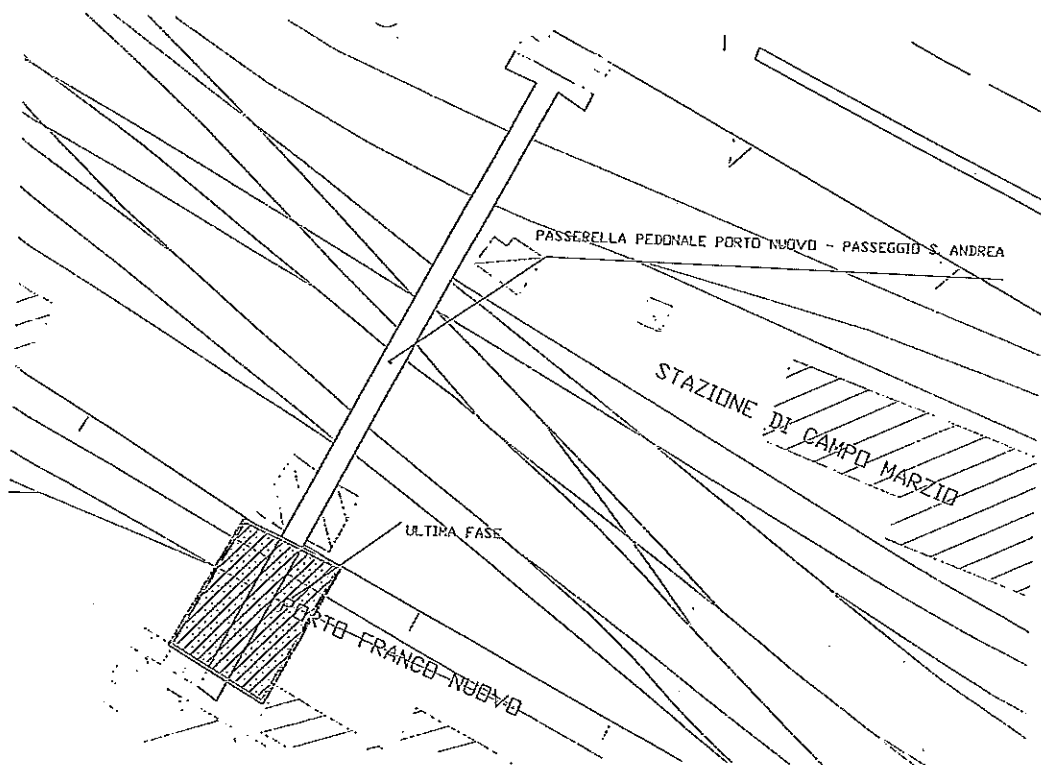 PASSERELLA PEDONALE PORTO NUOVO - PASSEGGIO S. ANDREA
STAZIONE DI CAMPO MARZIO
ULTIMA FASE
PORTO FRANCO NUOVO